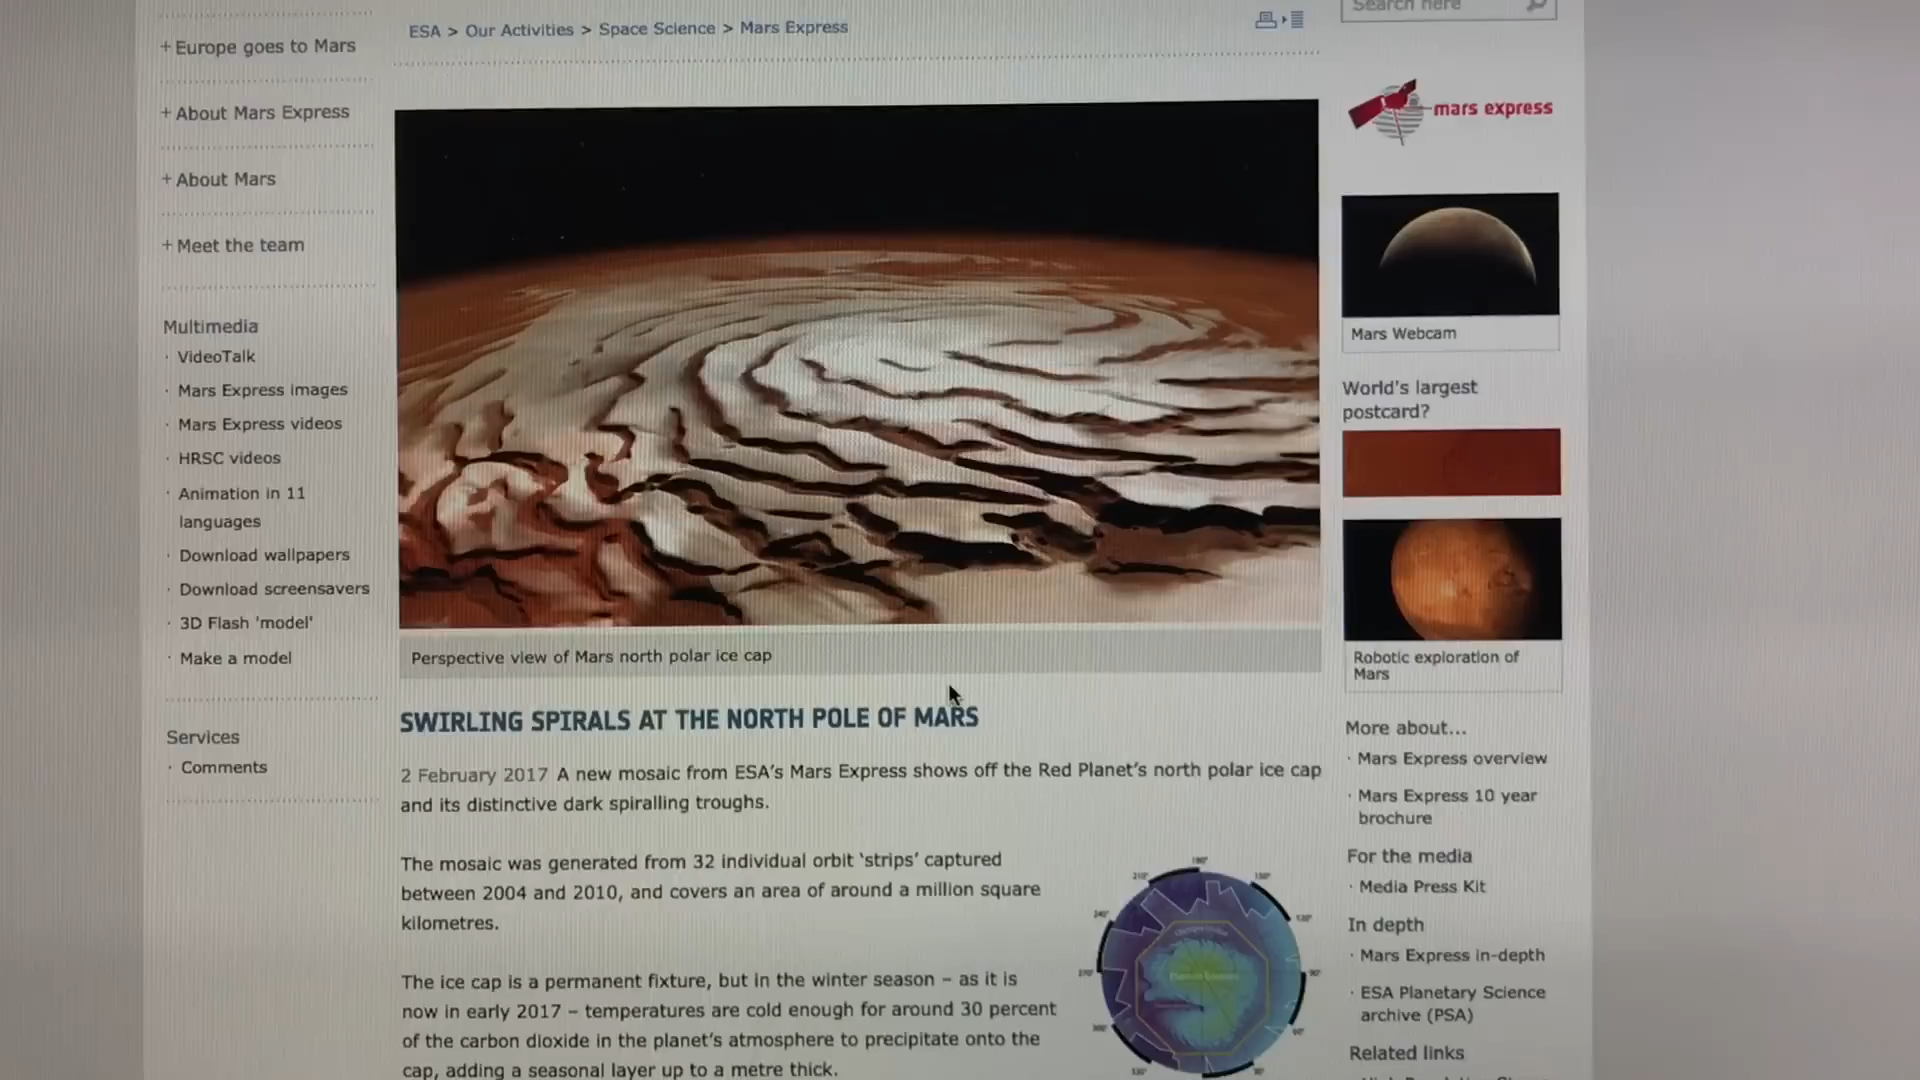 ESA > Our Activities > Space Science > Mars Express
Search here
+ Europe goes to Mars
+ About Mars Express
+ About Mars
+ Meet the team
Multimedia
· VideoTalk
· Mars Express images
· Mars Express videos
· HRSC videos
· Animation in 11
languages
· Download wallpapers
· Download screensavers
· 3D Flash 'model'
· Make a model
Services
· Comments
Perspective view of Mars north polar ice cap
SWIRLING SPIRALS AT THE NORTH POLE OF MARS
2 February 2017 A new mosaic from ESA's Mars Express shows off the Red Planet's north polar ice cap
and its distinctive dark spiralling troughs.
The mosaic was generated from 32 individual orbit 'strips' captured
between 2004 and 2010, and covers an area of around a million square
kilometres.
The ice cap is a permanent fixture, but in the winter season – as it is
now in early 2017 – temperatures are cold enough for around 30 percent
of the carbon dioxide in the planet's atmosphere to precipitate onto the
cap, adding a seasonal layer up to a metre thick.
180°
210°
150°
240°
120°
270°
90°
mars express
Mars Webcam
World's largest
postcard?
Robotic exploration of
Mars
More about...
· Mars Express overview
· Mars Express 10 year
brochure
For the media
· Media Press Kit
In depth
· Mars Express in-depth
· ESA Planetary Science
archive (PSA)
Related links